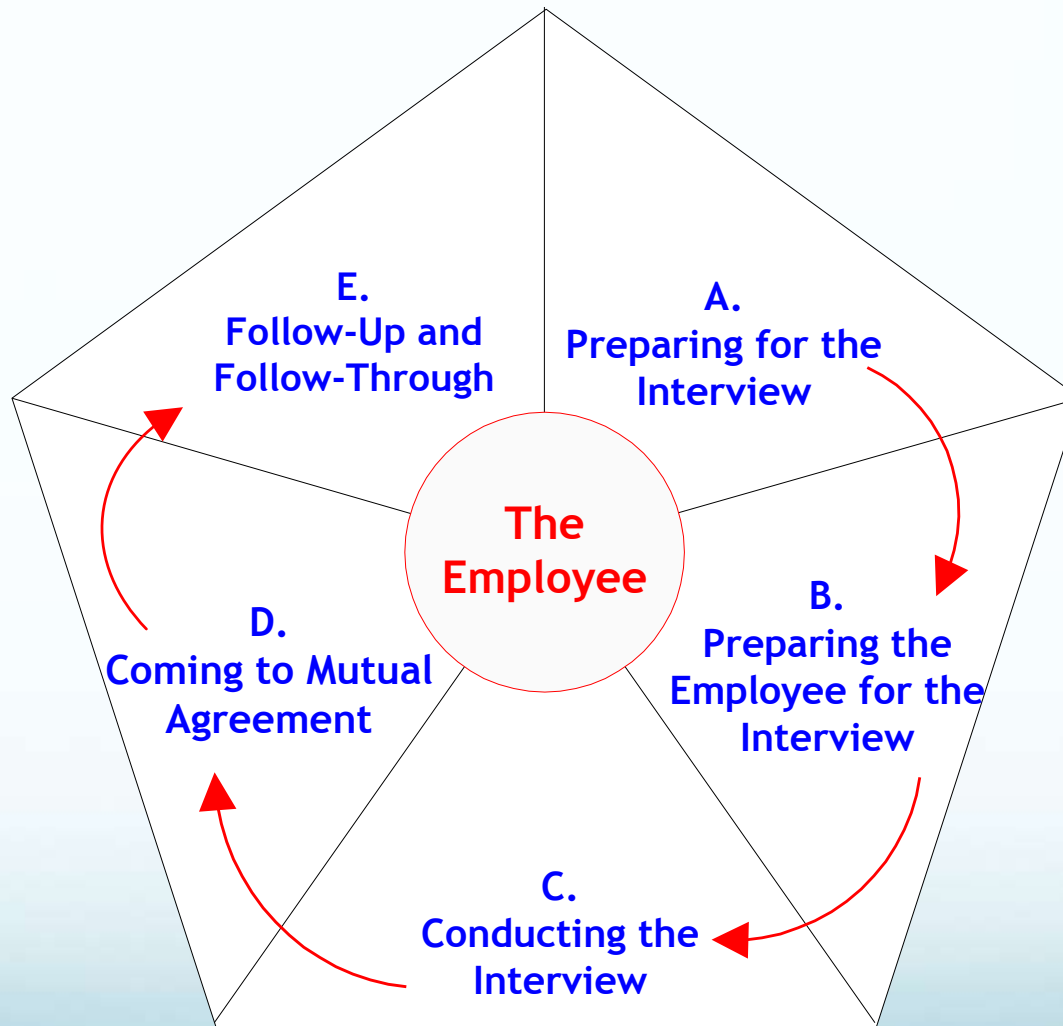 A.
Preparing for the
Interview
B.
Preparing the
Employee for the
Interview
C.
Conducting the
Interview
D.
Coming to Mutual
Agreement
E.
Follow-Up and
Follow-Through
The
Employee